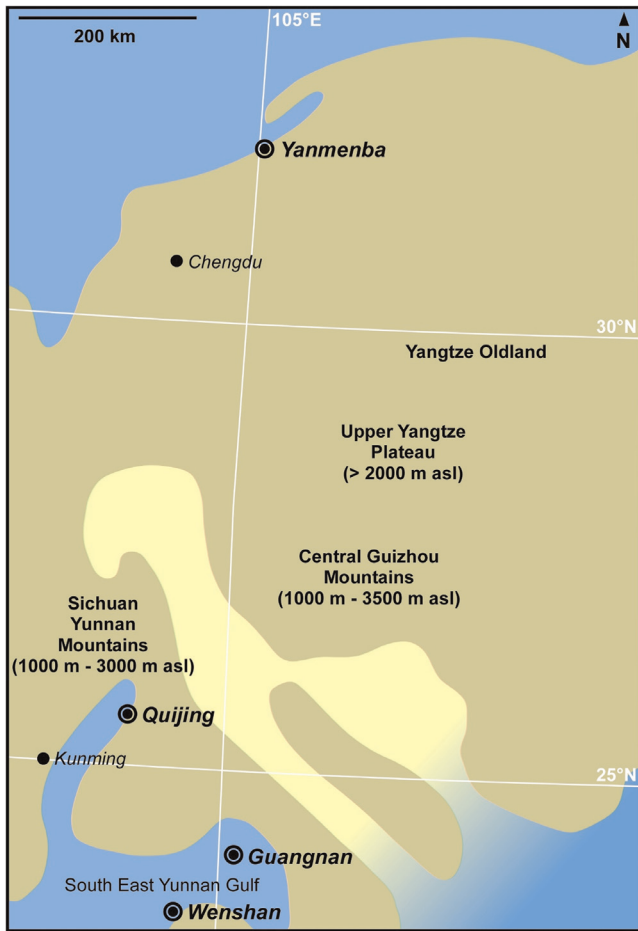 105°E
N
200 km
Yanmenba
Chengdu
30°N
Yangtze Oldland
Upper Yangtze
Plateau
(> 2000 m asl)
Central Guizhou
Mountains
(1000 m - 3500 m asl)
Sichuan
Yunnan
Mountains
(1000 m - 3000 m asl)
Quijing
Kunming
25°N
Guangnan
South East Yunnan Gulf
Wenshan